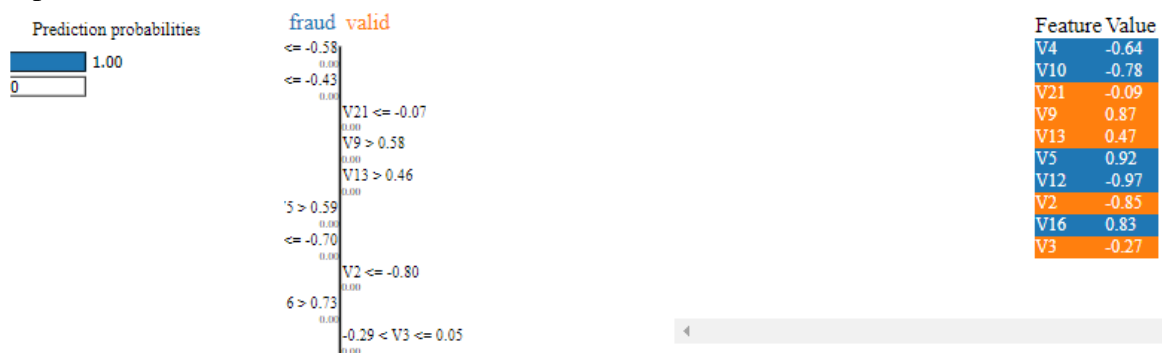 Prediction probabilities
1.00
0
fraud valid
<= -0.58
0.00
<= -0.43
0.00
V21 <= -0.07
0.00
V9 > 0.58
0.00
V13 > 0.46
0.00
5 > 0.59
0.00
<= -0.70
0.00
V2 <= -0.80
0.00
6 > 0.73
0.00
-0.29 < V3 <= 0.05
0.00
Feature Value
V4 -0.64
V10 -0.78
V21 -0.09
V9 0.87
V13 0.47
V5 0.92
V12 -0.97
V2 -0.85
V16 0.83
V3 -0.27